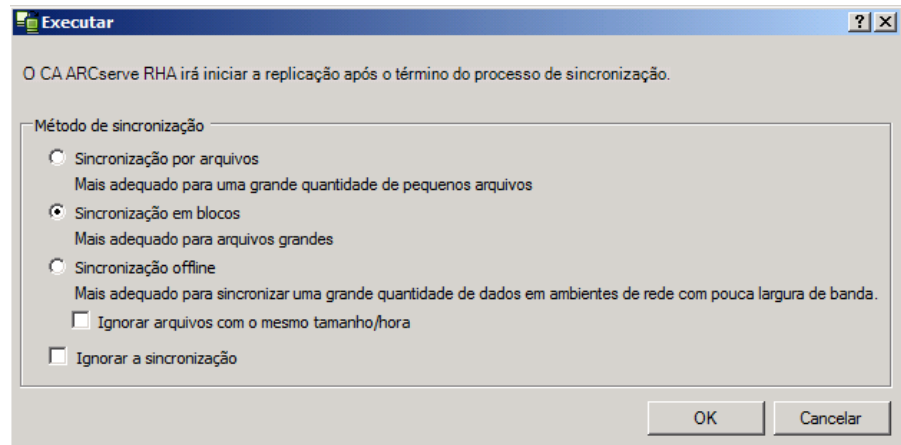 Executar
O CA ARCserve RHA irá iniciar a replicação após o término do processo de sincronização.
Método de sincronização
Sincronização por arquivos
Mais adequado para uma grande quantidade de pequenos arquivos
Sincronização em blocos
Mais adequado para arquivos grandes
Sincronização offline
Mais adequado para sincronizar uma grande quantidade de dados em ambientes de rede com pouca largura de banda.
Ignorar arquivos com o mesmo tamanho/hora
Ignorar a sincronização
OK Cancelar